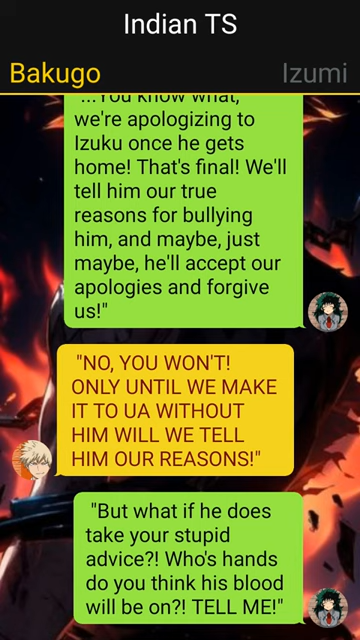 Indian TS
Bakugo
Izumi
"...You know what,
we're apologizing to
Izuku once he gets
home! That's final! We'll
tell him our true
reasons for bullying
him, and maybe, just
maybe, he'll accept our
apologies and forgive
us!"
"NO, YOU WON'T!
ONLY UNTIL WE MAKE
IT TO UA WITHOUT
HIM WILL WE TELL
HIM OUR REASONS!"
"But what if he does
take your stupid
advice?! Who's hands
do you think his blood
will be on?! TELL ME!"